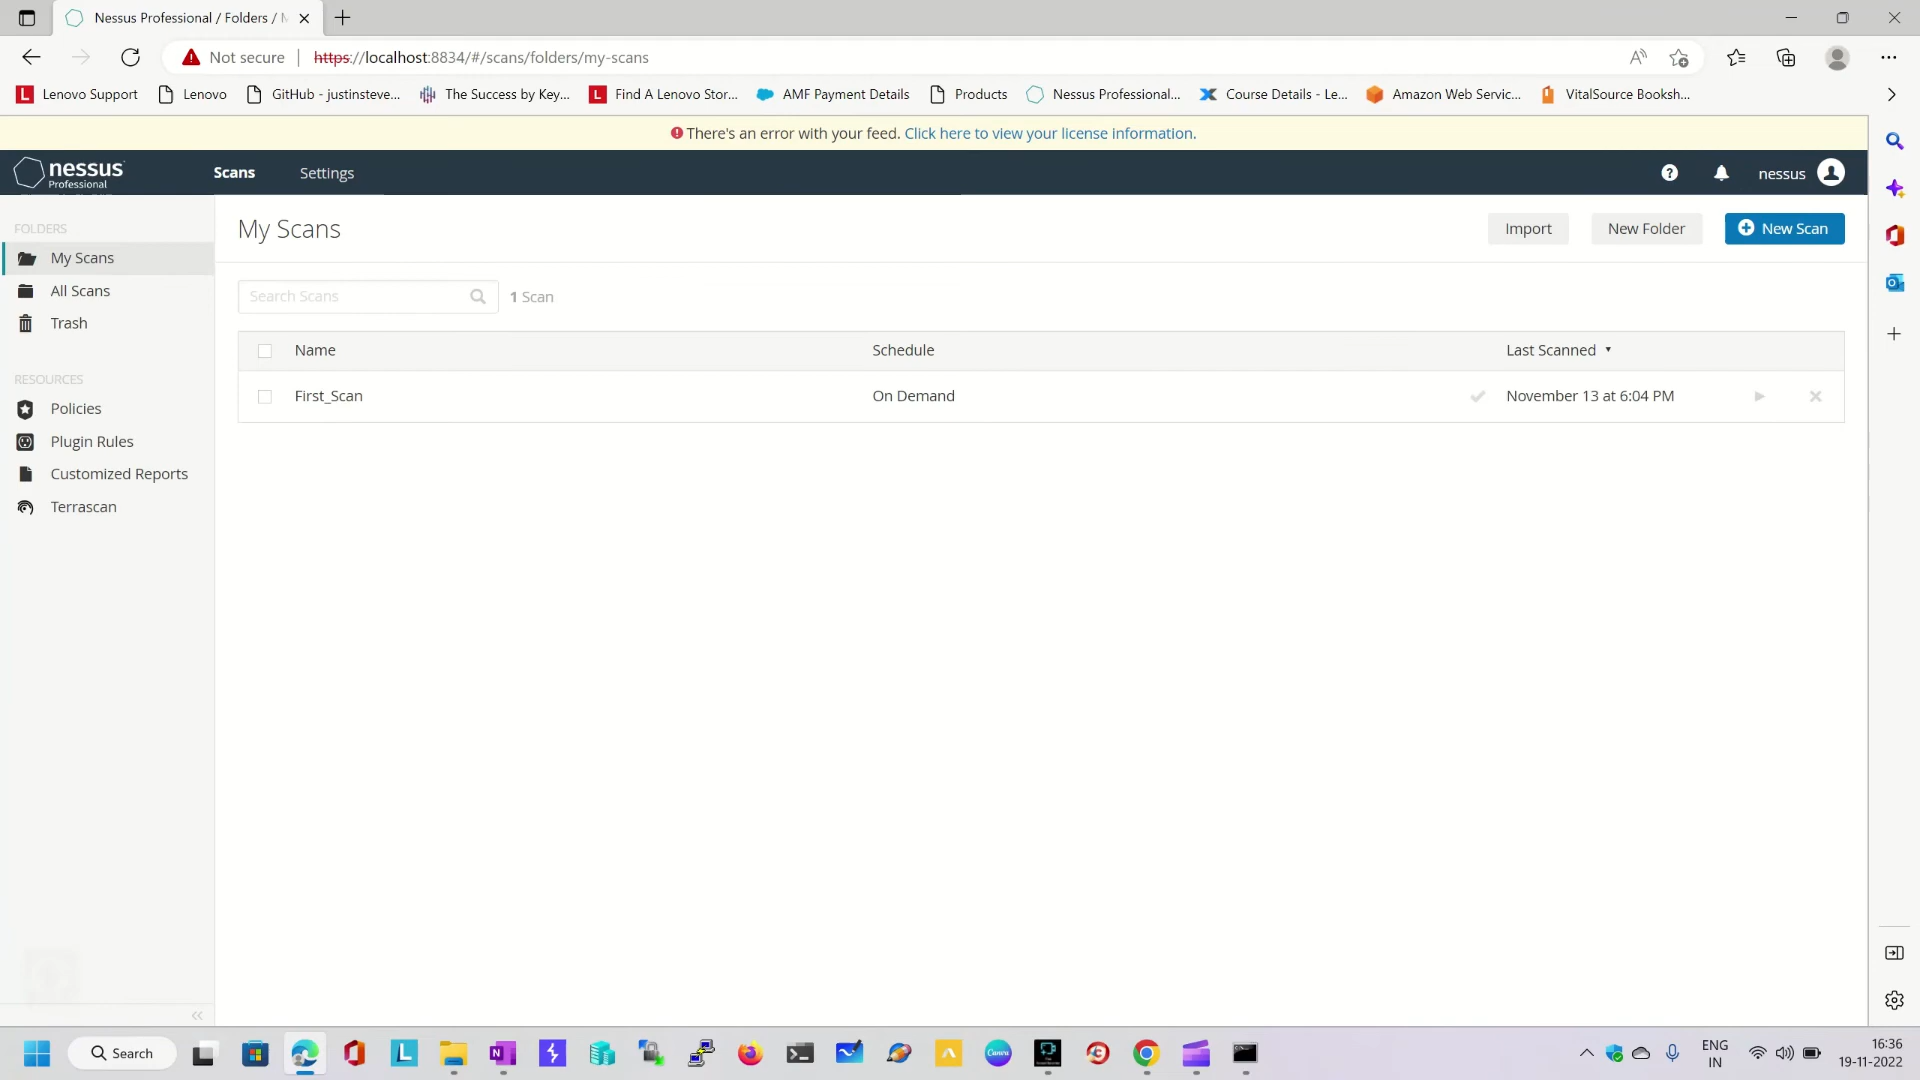 Nessus Professional / Folders / M
Not secure
https://localhost:8834/#/scans/folders/my-scans
Lenovo Support
Lenovo
GitHub - justinsteve...
The Success by Key...
Find A Lenovo Stor...
AMF Payment Details
Products
Nessus Professional...
Course Details - Le...
Amazon Web Servic...
VitalSource Booksh...
There's an error with your feed. Click here to view your license information.
nessus
Professional
Scans
Settings
nessus
FOLDERS
My Scans
All Scans
Trash
RESOURCES
Policies
Plugin Rules
Customized Reports
Terrascan
My Scans
Import
New Folder
New Scan
Search Scans
1 Scan
Name
Schedule
Last Scanned
First_Scan
On Demand
November 13 at 6:04 PM
Search
ENG
IN
16:36
19-11-2022